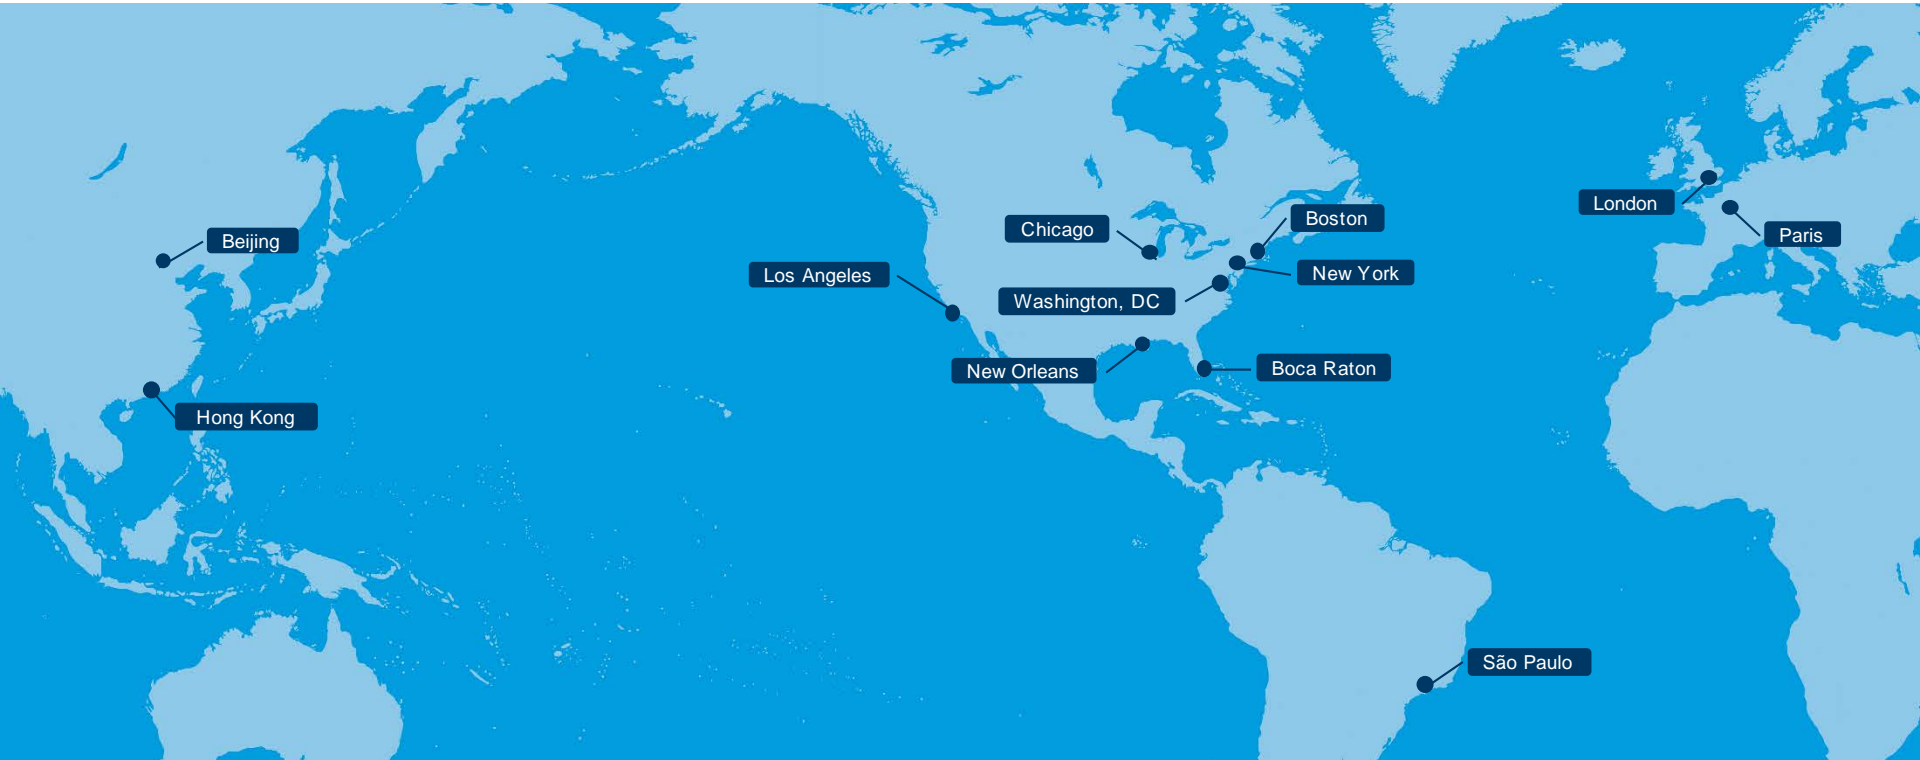 London
Boston
Chicago
Paris
Beijing
New York
Los Angeles
Washington, DC
Boca Raton
New Orleans
Hong Kong
São Paulo